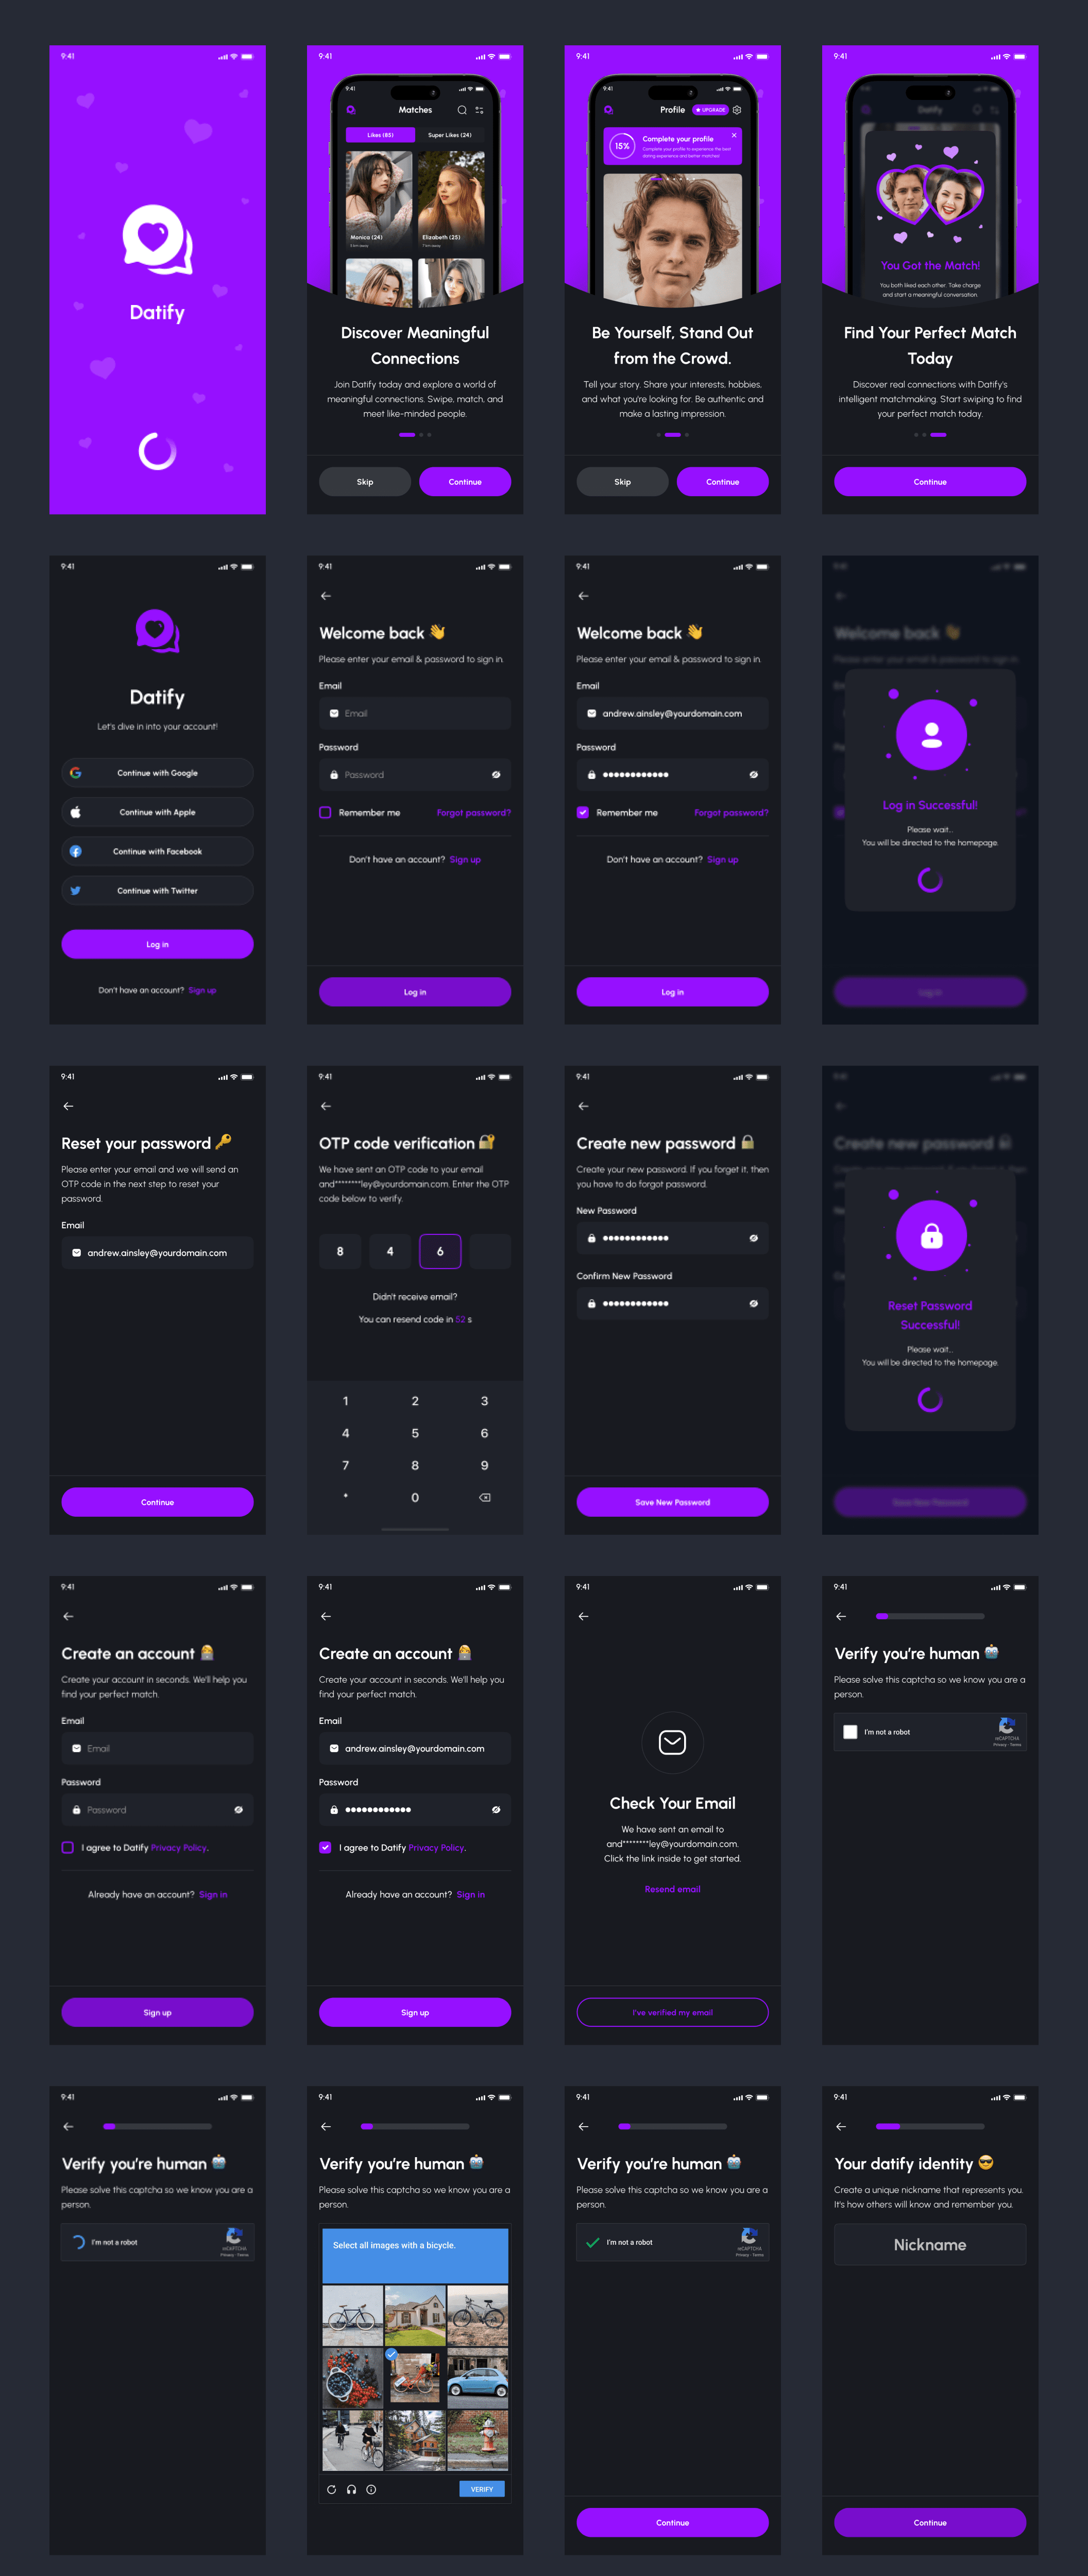 9:41
Datify
9:41
9:41
Matches
Likes (85)
Super Likes (24)
Monica (24)
Elizabeth (25)
Discover Meaningful
Connections
Join Datify today and explore a world of
meaningful connections. Swipe, match, and
meet like-minded people.
Skip
Continue
9:41
9:41
Profile
UPGRADE
15%
Complete your profile
Complete your profile to experience the best
dating experience and better matches!
Be Yourself, Stand Out
from the Crowd.
Tell your story. Share your interests, hobbies,
and what you're looking for. Be authentic and
make a lasting impression.
Skip
Continue
9:41
Datify
You Got the Match!
You both liked each other. Take charge
and start a meaningful conversation.
Find Your Perfect Match
Today
Discover real connections with Datify's
intelligent matchmaking. Start swiping to find
your perfect match today.
Continue
9:41
Datify
Let's dive in into your account!
Continue with Google
Continue with Apple
Continue with Facebook
Continue with Twitter
Log in
Don't have an account? Sign up
9:41
Welcome back 👋
Please enter your email & password to sign in.
Email
Email
Password
Password
Remember me
Forgot password?
Don't have an account? Sign up
Log in
9:41
Welcome back 👋
Please enter your email & password to sign in.
Email
andrew.ainsley@yourdomain.com
Password
●●●●●●●●●●●●
Remember me
Forgot password?
Don't have an account? Sign up
Log in
Welcome back
Please enter your email & password to sign in.
Log in Successful!
Please wait...
You will be directed to the homepage.
Log in
9:41
Reset your password 🔑
Please enter your email and we will send an
OTP code in the next step to reset your
password.
Email
andrew.ainsley@yourdomain.com
Continue
9:41
OTP code verification 🔐
We have sent an OTP code to your email
and********ley@yourdomain.com. Enter the OTP
code below to verify.
8
4
6
Didn't receive email?
You can resend code in 52 s
1
2
3
4
5
6
7
8
9
*
0
9:41
Create new password 🔒
Create your new password. If you forget it, then
you have to do forgot password.
New Password
●●●●●●●●●●●●
Confirm New Password
●●●●●●●●●●●●
Save New Password
Create new password
Reset Password
Successful!
Please wait...
You will be directed to the homepage.
Save New Password
9:41
Create an account 👩‍💻
Create your account in seconds. We'll help you
find your perfect match.
Email
Email
Password
Password
I agree to Datify Privacy Policy.
Already have an account? Sign in
Sign up
9:41
Create an account 👩‍💻
Create your account in seconds. We'll help you
find your perfect match.
Email
andrew.ainsley@yourdomain.com
Password
●●●●●●●●●●●●
I agree to Datify Privacy Policy.
Already have an account? Sign in
Sign up
9:41
Check Your Email
We have sent an email to
and********ley@yourdomain.com.
Click the link inside to get started.
Resend email
I've verified my email
9:41
Verify you're human 🤖
Please solve this captcha so we know you are a
person.
I'm not a robot
reCAPTCHA
Privacy - Terms
9:41
Verify you're human 🤖
Please solve this captcha so we know you are a
person.
I'm not a robot
reCAPTCHA
Privacy - Terms
9:41
Verify you're human 🤖
Please solve this captcha so we know you are a
person.
Select all images with a bicycle.
VERIFY
9:41
Verify you're human 🤖
Please solve this captcha so we know you are a
person.
I'm not a robot
reCAPTCHA
Privacy - Terms
Continue
9:41
Your datify identity 😎
Create a unique nickname that represents you.
It's how others will know and remember you.
Nickname
Continue